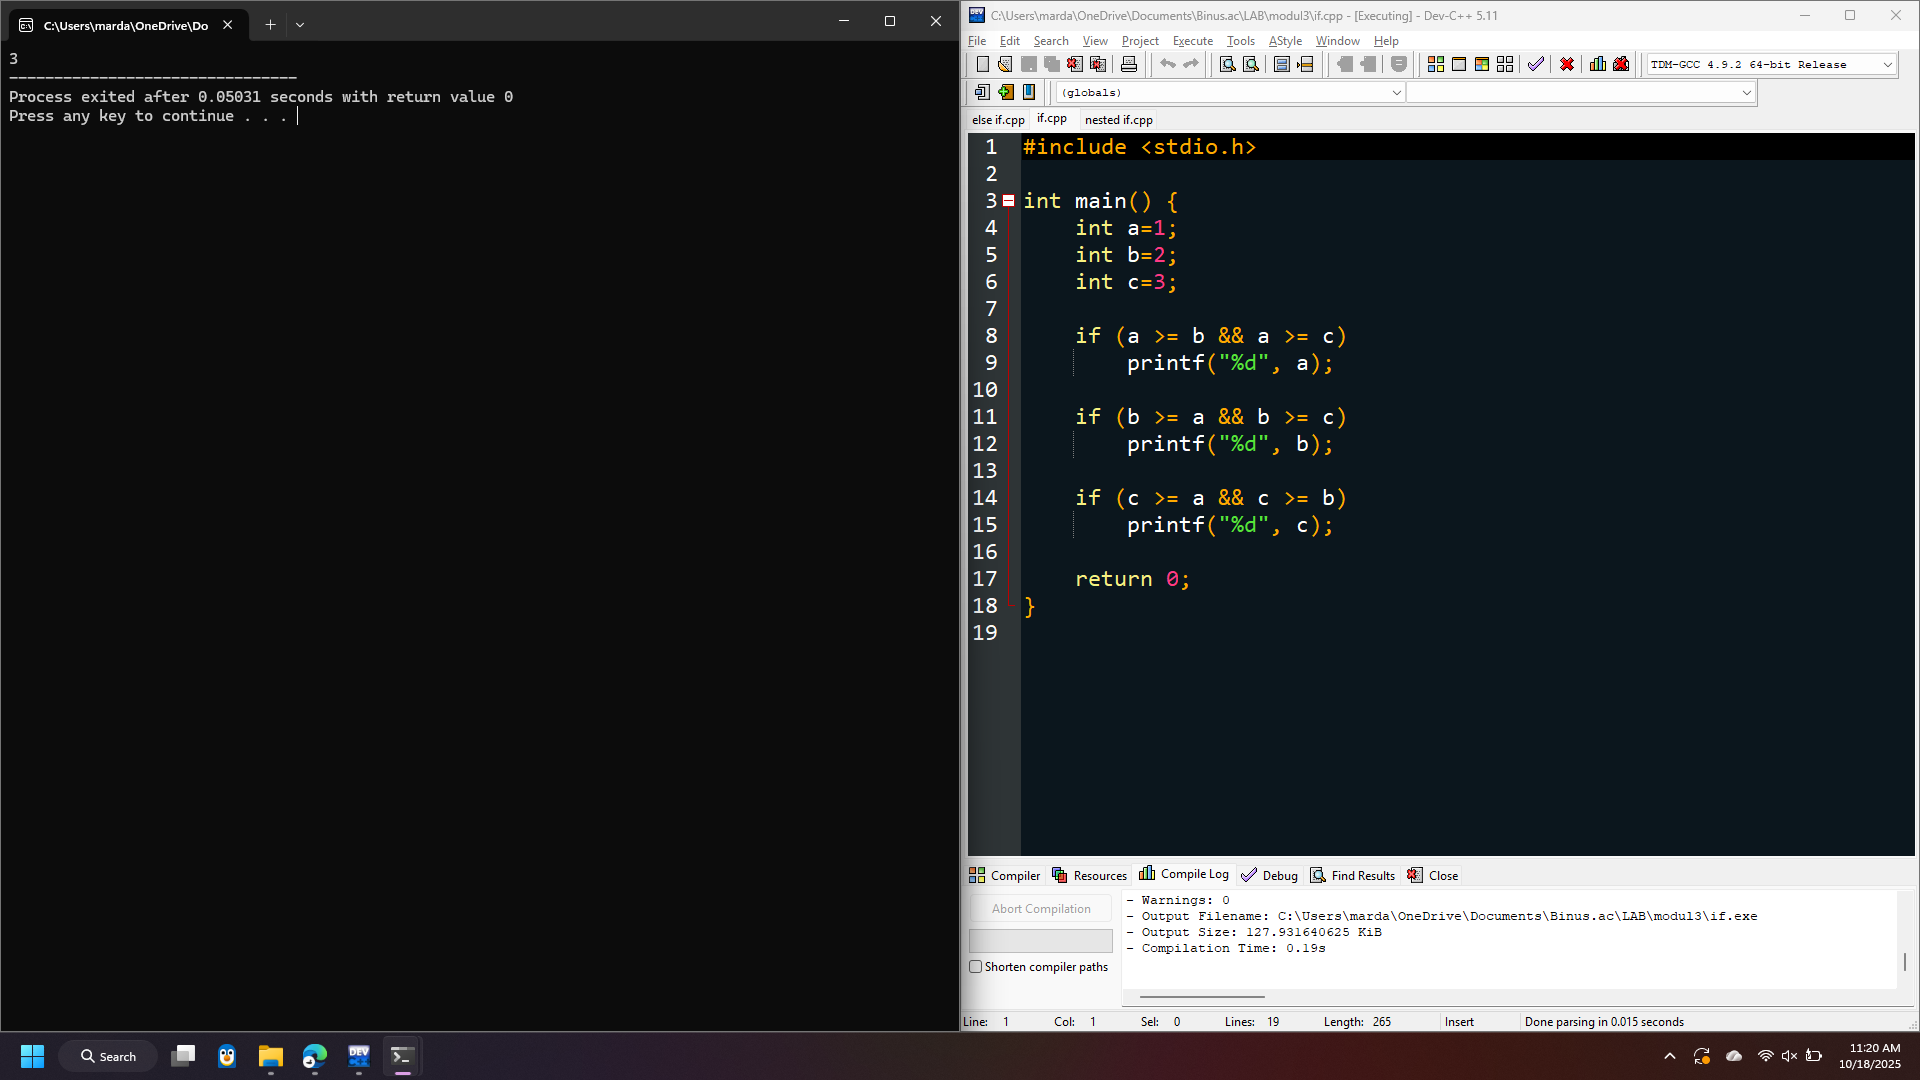 C:\Users\marda\OneDrive\Do
3
--------------------------------
Process exited after 0.05031 seconds with return value 0
Press any key to continue . . .
C:\Users\marda\OneDrive\Documents\Binus.ac\LAB\modul3\if.cpp - [Executing] - Dev-C++ 5.11
File Edit Search View Project Execute Tools AStyle Window Help
TDM-GCC 4.9.2 64-bit Release
(globals)
else if.cpp if.cpp nested if.cpp
1 #include <stdio.h>
2
3 int main() {
4 int a=1;
5 int b=2;
6 int c=3;
7
8 if (a >= b && a >= c)
9 printf("%d", a);
10
11 if (b >= a && b >= c)
12 printf("%d", b);
13
14 if (c >= a && c >= b)
15 printf("%d", c);
16
17 return 0;
18 }
19
Compiler Resources Compile Log Debug Find Results Close
Abort Compilation
Shorten compiler paths
- Warnings: 0
- Output Filename: C:\Users\marda\OneDrive\Documents\Binus.ac\LAB\modul3\if.exe
- Output Size: 127.931640625 KiB
- Compilation Time: 0.19s
Line: 1 Col: 1 Sel: 0 Lines: 19 Length: 265 Insert Done parsing in 0.015 seconds
Search
DEV
11:20 AM
10/18/2025